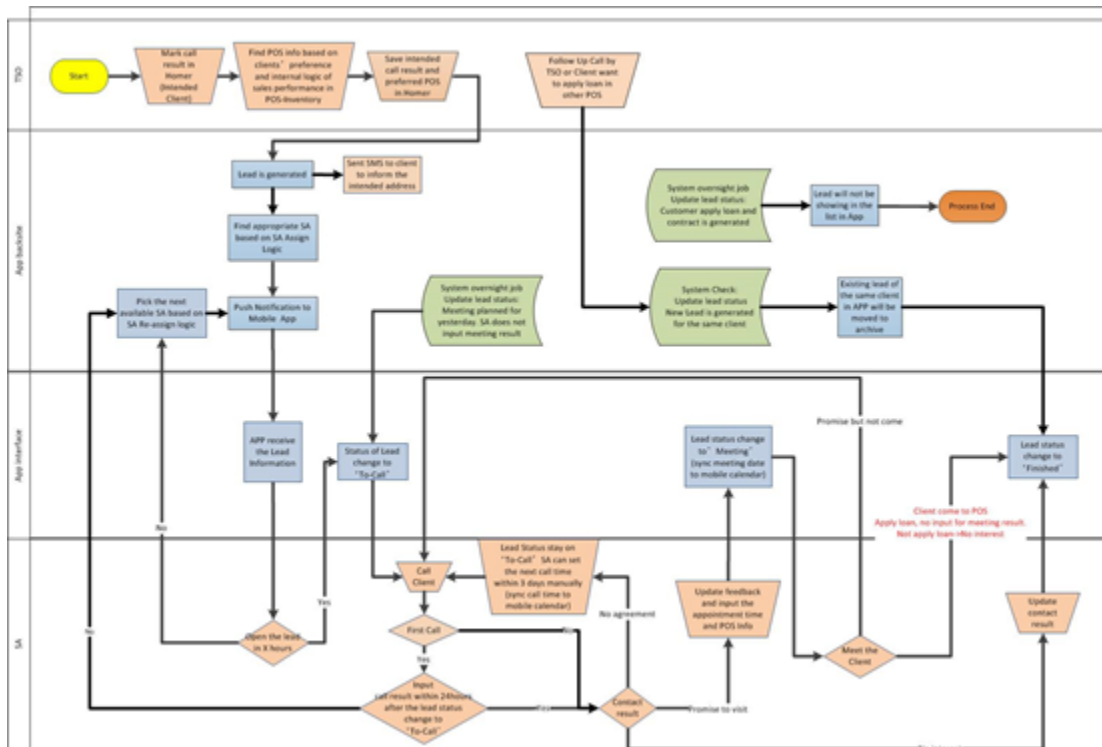 TSO
Start
Mark call
result in
Homer
(Intended
Client)
Find POS info based on
clients' preference
and internal logic of
sales performance in
POS-Inventory
Save intended
call result and
preferred POS
in Homer
Follow Up Call by
TSO or Client want
to apply loan in
other POS
App backsite
Lead is generated
Sent SMS to client
to inform the
intended address
Find appropriate SA
based on SA Assign
Logic
System overnight job
Update lead status:
Customer apply loan and
contract is generated
Lead will not be
showing in the
list in App
Process End
Pick the next
available SA based on
SA Re-assign logic
Push Notification to
Mobile App
System overnight job
Update lead status:
Meeting planned for
yesterday. SA does not
input meeting result
System Check:
Update lead status
New Lead is generated
for the same client
Existing lead of
the same client
in APP will be
moved to
archive
App interface
APP receive
the Lead
Information
Status of Lead
change to
"To-Call"
Lead status change
to" Meeting"
(sync meeting date
to mobile calendar)
Promise but not come
Lead status
change to
"Finished"
No
Client come to POS
Apply loan, no input for meeting result.
Not apply loan→No interest
SA
Yes
Call
Client
Lead Status stay on
"To-Call" SA can set
the next call time
within 3 days manually
(sync call time to
mobile calendar)
No agreement
Update feedback
and input the
appointment time
and POS Info
Update
contact
result
No
Open the lead
in X hours
First Call
No
Yes
Meet the
Client
Input
call result within 24hours
after the lead status
change to
"To-Call"
Yes
Contact
result
Promise to visit